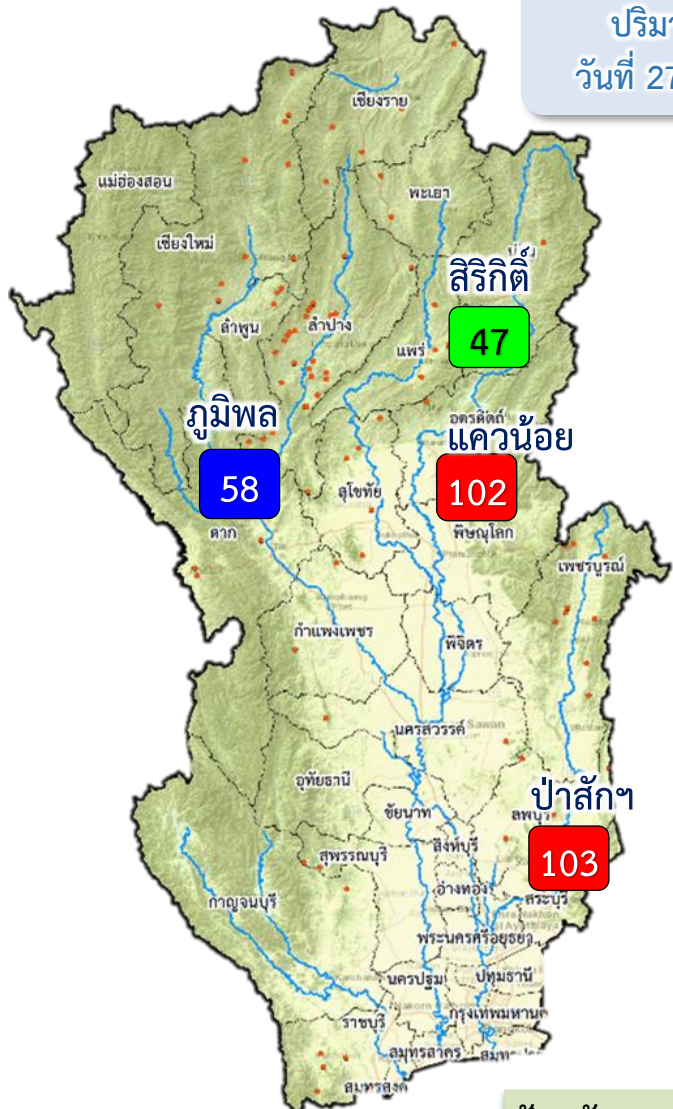 ปริมา
วันที่ 27
เชียงราย
แม่ฮ่องสอน
พะเยา
เชียงใหม่
สิริกิติ์
47
ลำพูน
ลำปาง
แพร่
ภูมิพล
58
อุตรดิตถ์
แควน้อย
102
สุโขทัย
ตาก
พิษณุโลก
เพชรบูรณ์
กำแพงเพชร
พิจิตร
นครสวรรค์
Sawan
อุทัยธานี
ป่าสักฯ
103
ชัยนาท
ลพบุรี
สิงห์บุรี
สุพรรณบุรี
อ่างทอง
สระบุรี
กาญจนบุรี
พระนครศรีอยุธยา
นครปฐม
ปทุมธานี
กรุงเทพมหานค
ราชบุรี
สมุทรสาคร
สมุทรสงค